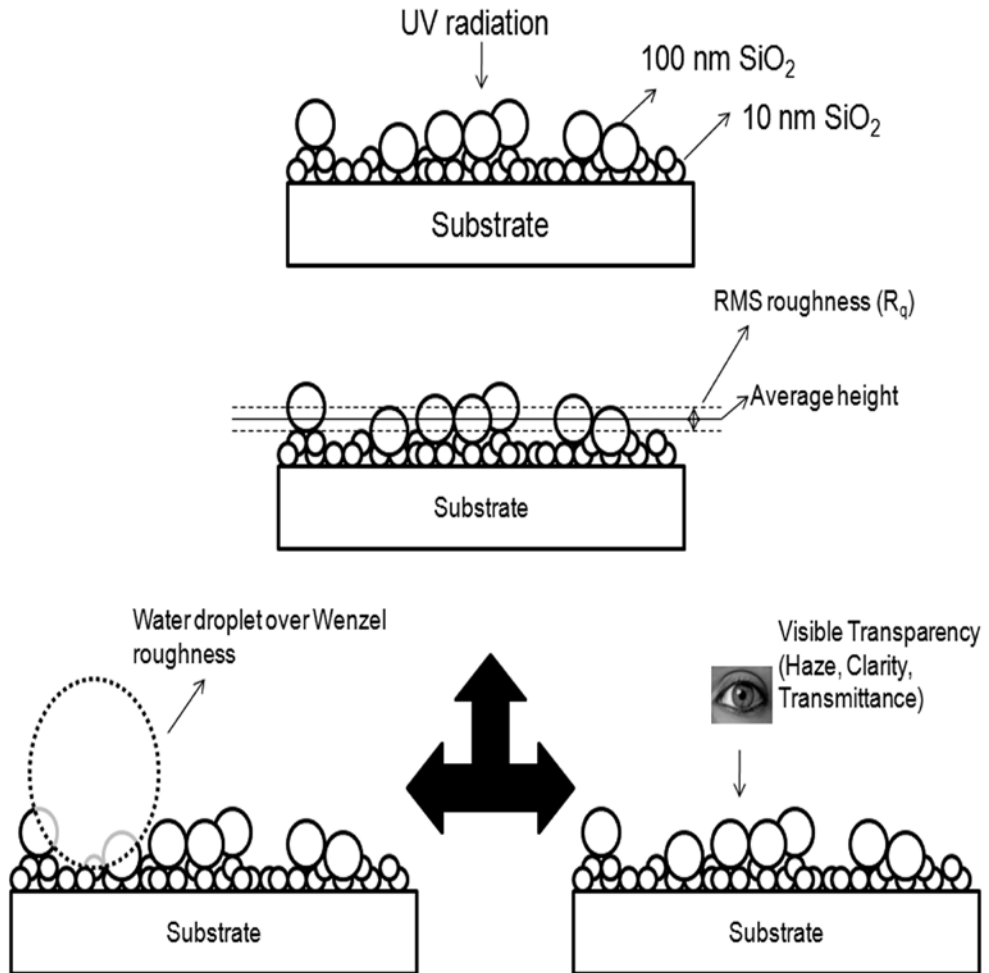 UV radiation
100 nm SiO₂
10 nm SiO₂
Substrate
RMS roughness (Rq)
Average height
Substrate
Water droplet over Wenzel
roughness
Visible Transparency
(Haze, Clarity,
Transmittance)
Substrate
Substrate